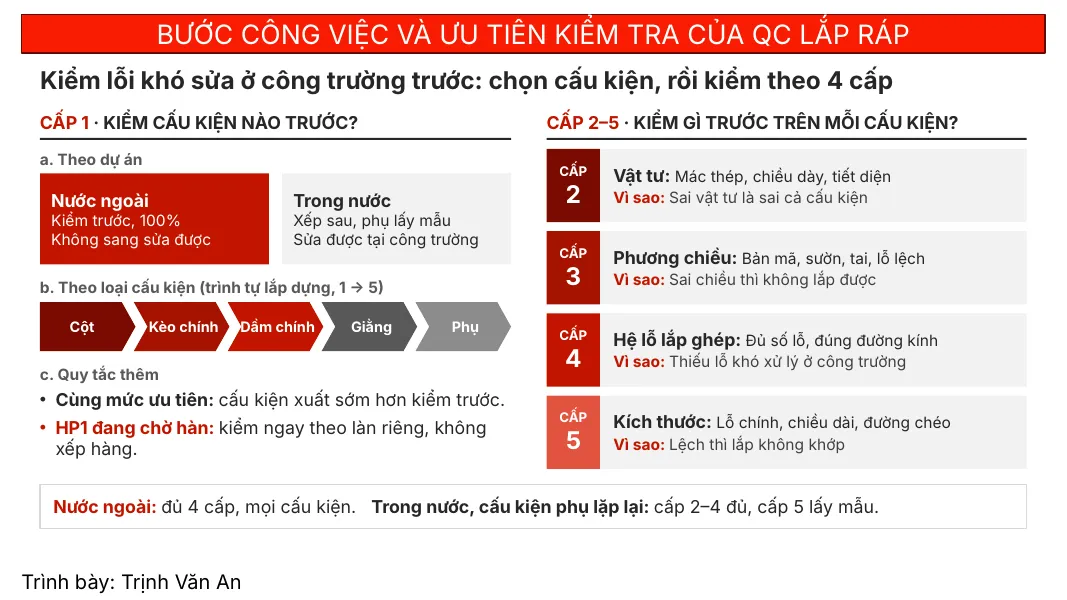 BƯỚC CÔNG VIỆC VÀ ƯU TIÊN KIỂM TRA CỦA QC LẮP RÁP
Kiểm lỗi khó sửa ở công trường trước: chọn cấu kiện, rồi kiểm theo 4 cấp
CẤP 1 · KIỂM CẤU KIỆN NÀO TRƯỚC?
a. Theo dự án
Nước ngoài
Kiểm trước, 100%
Không sang sửa được
Trong nước
Xếp sau, phụ lấy mẫu
Sửa được tại công trường
b. Theo loại cấu kiện (trình tự lắp dựng, 1 → 5)
Cột
Kèo chính
Dầm chính
Giằng
Phụ
c. Quy tắc thêm
• Cùng mức ưu tiên: cấu kiện xuất sớm hơn kiểm trước.
• HP1 đang chờ hàn: kiểm ngay theo làn riêng, không
xếp hàng.
CẤP 2–5 · KIỂM GÌ TRƯỚC TRÊN MỖI CẤU KIỆN?
CẤP
2
Vật tư: Mác thép, chiều dày, tiết diện
Vì sao: Sai vật tư là sai cả cấu kiện
CẤP
3
Phương chiều: Bản mã, sườn, tai, lỗ lệch
Vì sao: Sai chiều thì không lắp được
CẤP
4
Hệ lỗ lắp ghép: Đủ số lỗ, đúng đường kính
Vì sao: Thiếu lỗ khó xử lý ở công trường
CẤP
5
Kích thước: Lỗ chính, chiều dài, đường chéo
Vì sao: Lệch thì lắp không khớp
Nước ngoài: đủ 4 cấp, mọi cấu kiện. Trong nước, cấu kiện phụ lặp lại: cấp 2–4 đủ, cấp 5 lấy mẫu.
Trình bày: Trịnh Văn An